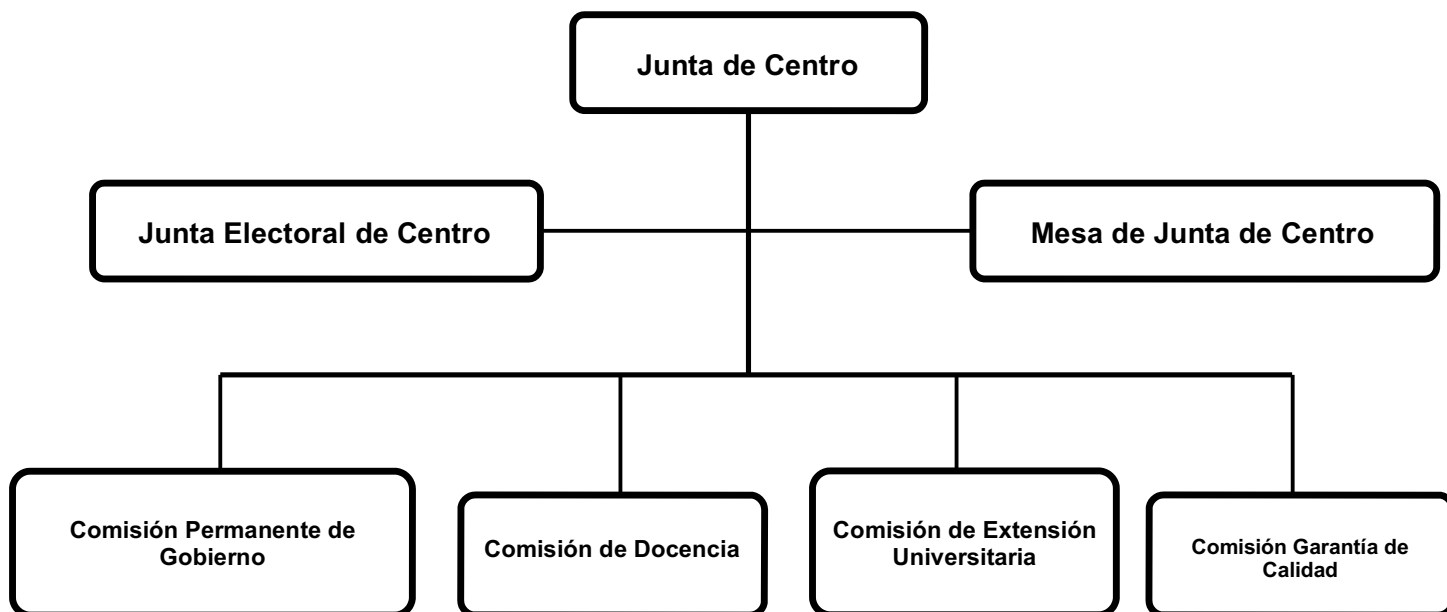 Junta de Centro
Junta Electoral de Centro
Mesa de Junta de Centro
Comisión Permanente de
Gobierno
Comisión de Docencia
Comisión de Extensión
Universitaria
Comisión Garantía de
Calidad